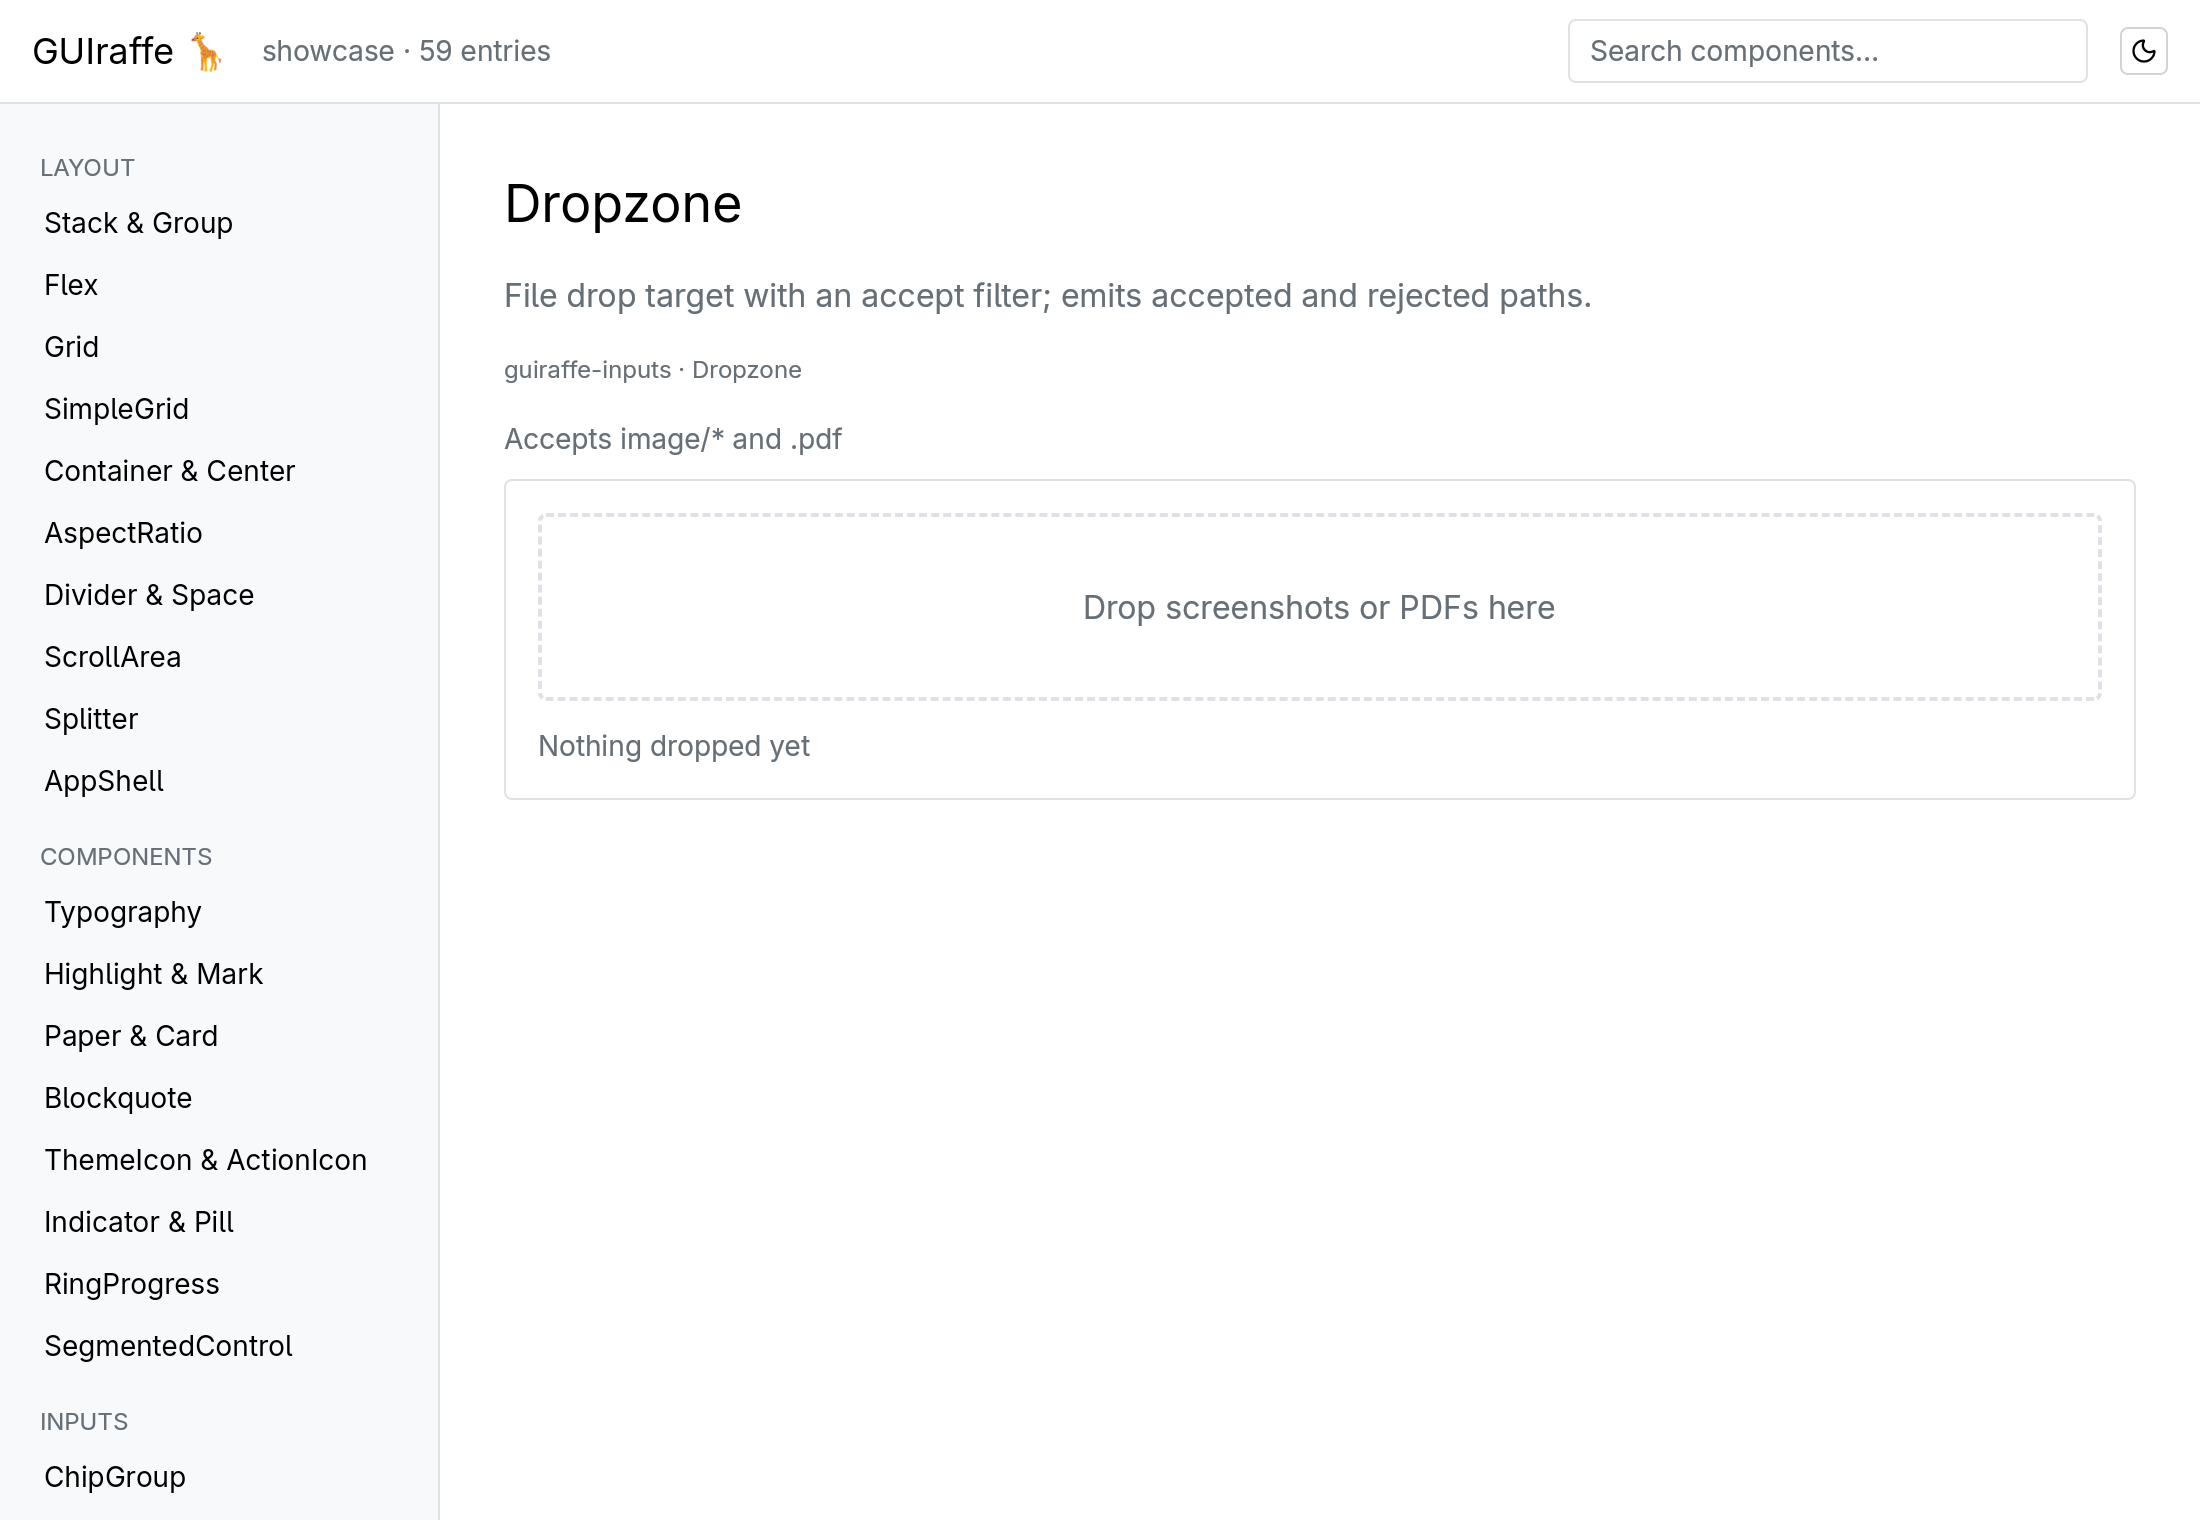 GUIraffe 🦒 showcase · 59 entries
Search components...
LAYOUT
Stack & Group
Flex
Grid
SimpleGrid
Container & Center
AspectRatio
Divider & Space
ScrollArea
Splitter
AppShell
COMPONENTS
Typography
Highlight & Mark
Paper & Card
Blockquote
ThemeIcon & ActionIcon
Indicator & Pill
RingProgress
SegmentedControl
INPUTS
ChipGroup
Dropzone
File drop target with an accept filter; emits accepted and rejected paths.
guiraffe-inputs · Dropzone
Accepts image/* and .pdf
Drop screenshots or PDFs here
Nothing dropped yet